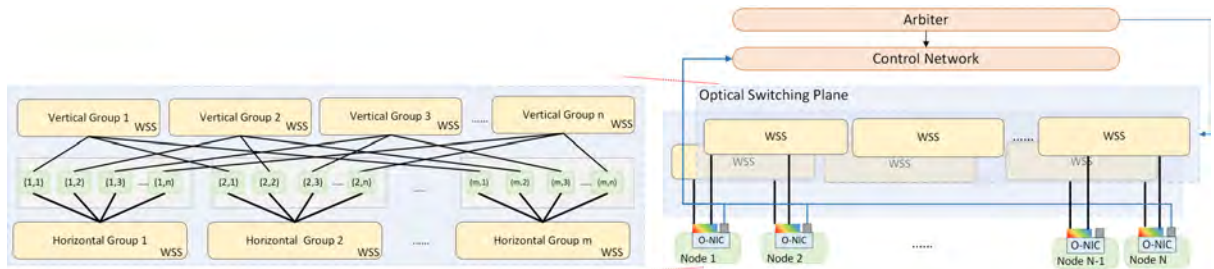 Vertical Group 1
WSS
Vertical Group 2
WSS
Vertical Group 3
WSS
......
Vertical Group n
WSS
(1,1) (1,2) (1,3) .... (1,n)
(2,1) (2,2) (2,3) .... (2,n)
....
(m,1) (m,2) (m,3) .... (m,n)
Horizontal Group 1
WSS
Horizontal Group 2
WSS
......
Horizontal Group m
WSS
Arbiter
Control Network
Optical Switching Plane
WSS
WSS
......
WSS
WSS
WSS
WSS
O-NIC
Node 1
O-NIC
Node 2
......
O-NIC
Node N-1
O-NIC
Node N